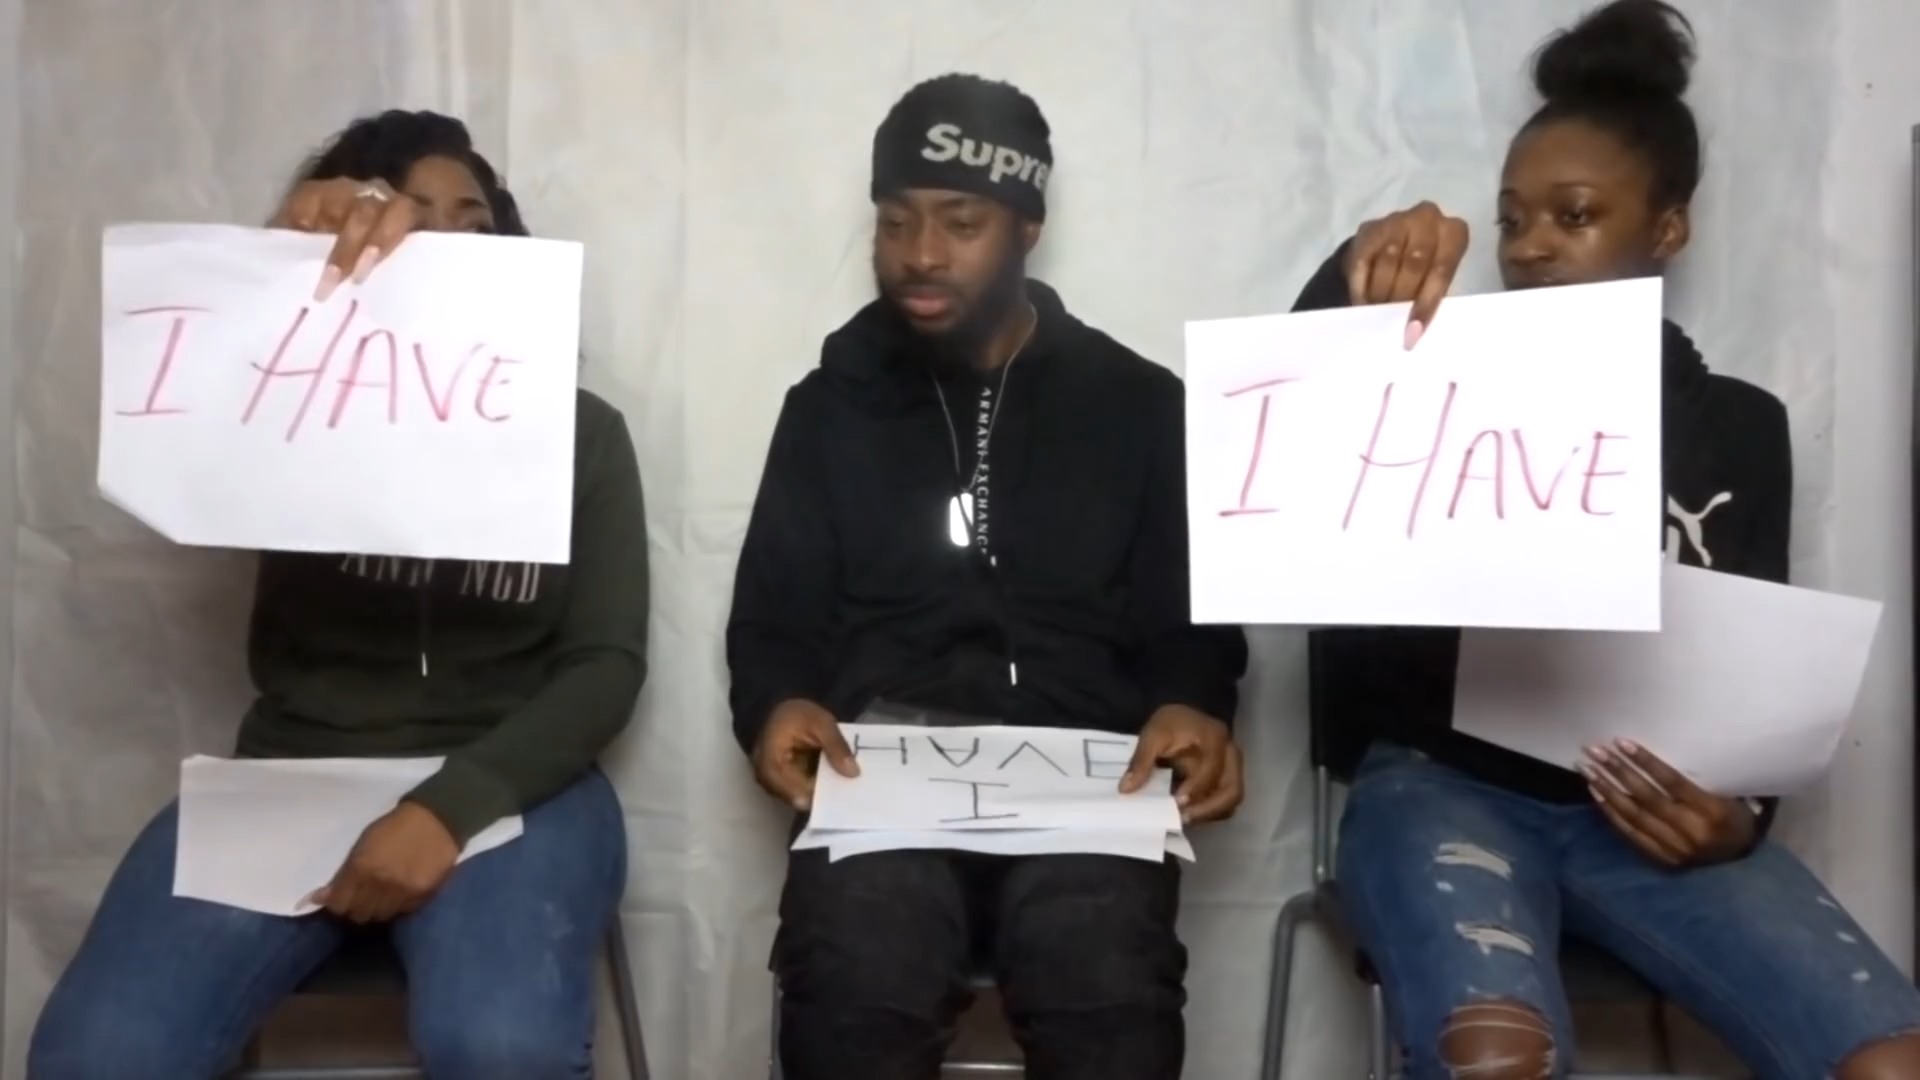 Supre
I HAVE
I HAVE
ARMANI EXCHANGE
I
HAVE